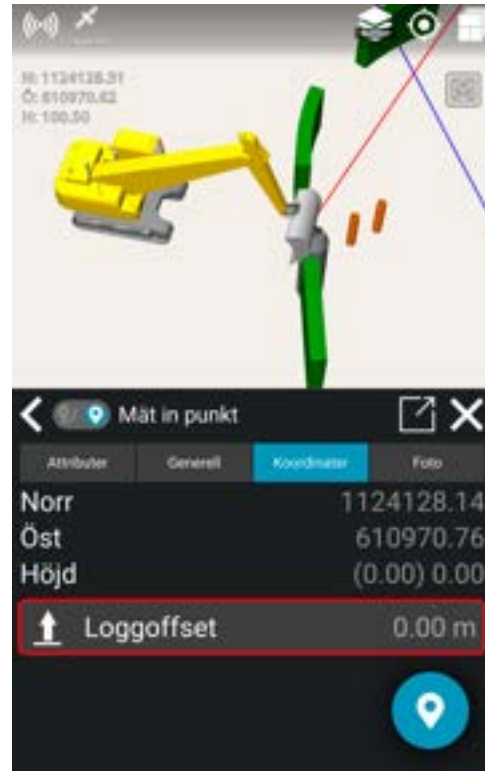 N: 1124128.31
Ö: 610970.62
H: 100.50
Mät in punkt
Attributer Generell Koordinater Foto
Norr 1124128.14
Öst 610970.76
Höjd (0.00) 0.00
Loggoffset 0.00 m